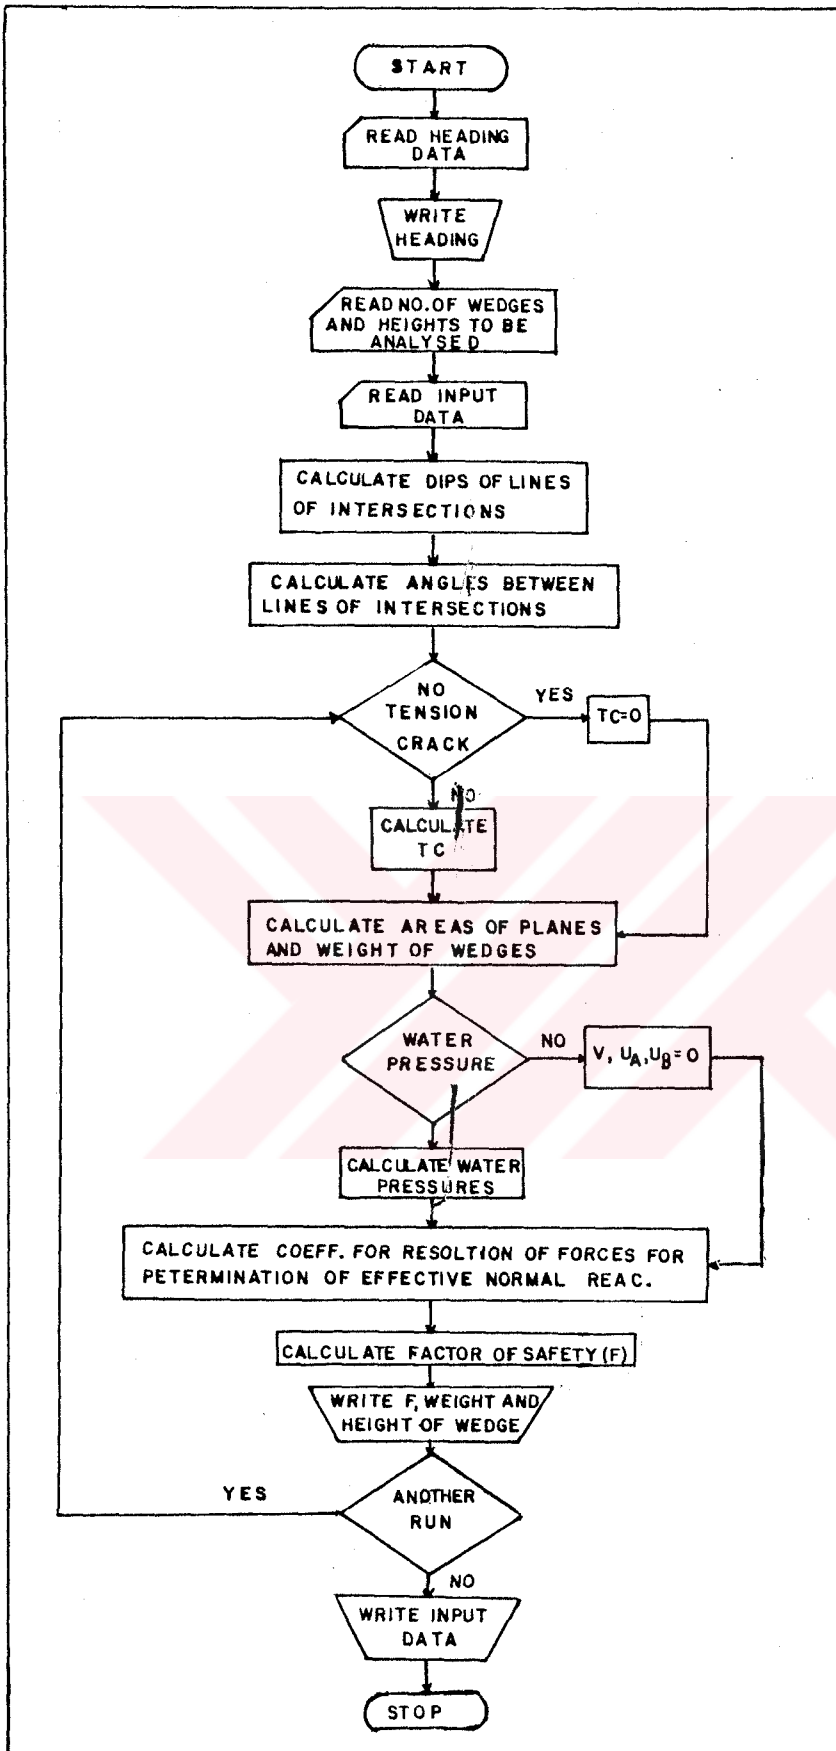 START
READ HEADING
DATA
WRITE
HEADING
READ NO. OF WEDGES
AND HEIGHTS TO BE
ANALYSED
READ INPUT
DATA
CALCULATE DIPS OF LINES
OF INTERSECTIONS
CALCULATE ANGLES BETWEEN
LINES OF INTERSECTIONS
NO
TENSION
CRACK
YES
TC=0
NO
CALCULATE
TC
CALCULATE AREAS OF PLANES
AND WEIGHT OF WEDGES
WATER
PRESSURE
NO
V, U_A, U_B = 0
CALCULATE WATER
PRESSURES
CALCULATE COEFF. FOR RESOLTION OF FORCES FOR
PETERMINATION OF EFFECTIVE NORMAL REAC.
CALCULATE FACTOR OF SAFETY (F)
WRITE F, WEIGHT AND
HEIGHT OF WEDGE
YES
ANOTHER
RUN
NO
WRITE INPUT
DATA
STOP